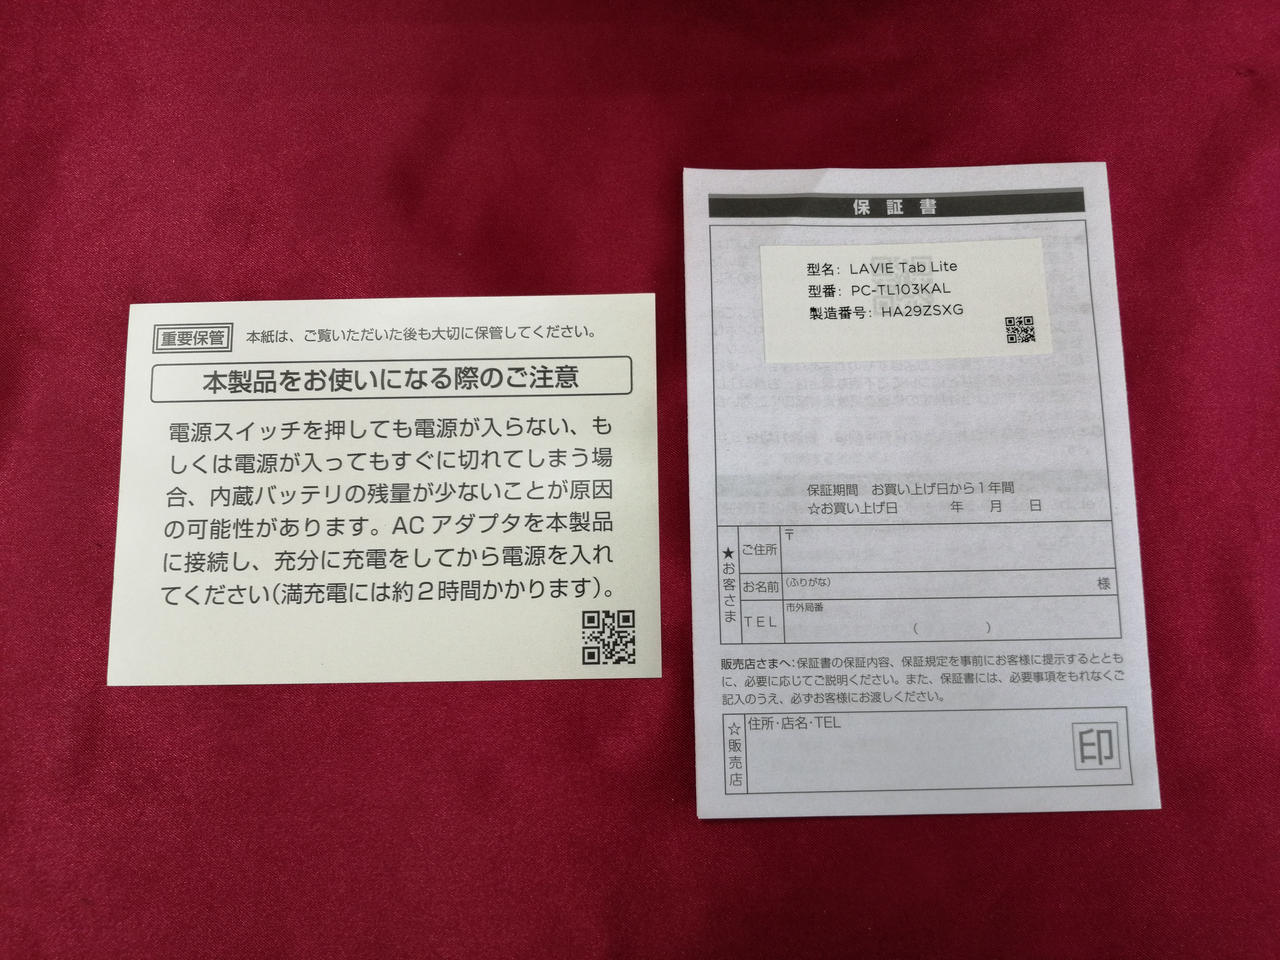 重要保管 本紙は、ご覧いただいた後も大切に保管してください。
本製品をお使いになる際のご注意
電源スイッチを押しても電源が入らない、も
しくは電源が入ってもすぐに切れてしまう場
合、内蔵バッテリの残量が少ないことが原因
の可能性があります。AC アダプタを本製品
に接続し、充分に充電をしてから電源を入れ
てください(満充電には約2時間かかります)。
保 証 書
型名: LAVIE Tab Lite
型番: PC-TL103KAL
製造番号: HA29ZSXG
保証期間 お買い上げ日から1年間
☆お買い上げ日 年 月 日
★お客さま
ご住所 〒
お名前 (ふりがな) 様
TEL 市外局番 ( )
販売店さまへ:保証書の保証内容、保証規定を事前にお客様に提示するととも
に、必要に応じてご説明ください。また、保証書には、必要事項をもれなくご
記入のうえ、必ずお客様にお渡しください。
☆販売店
住所・店名・TEL
印